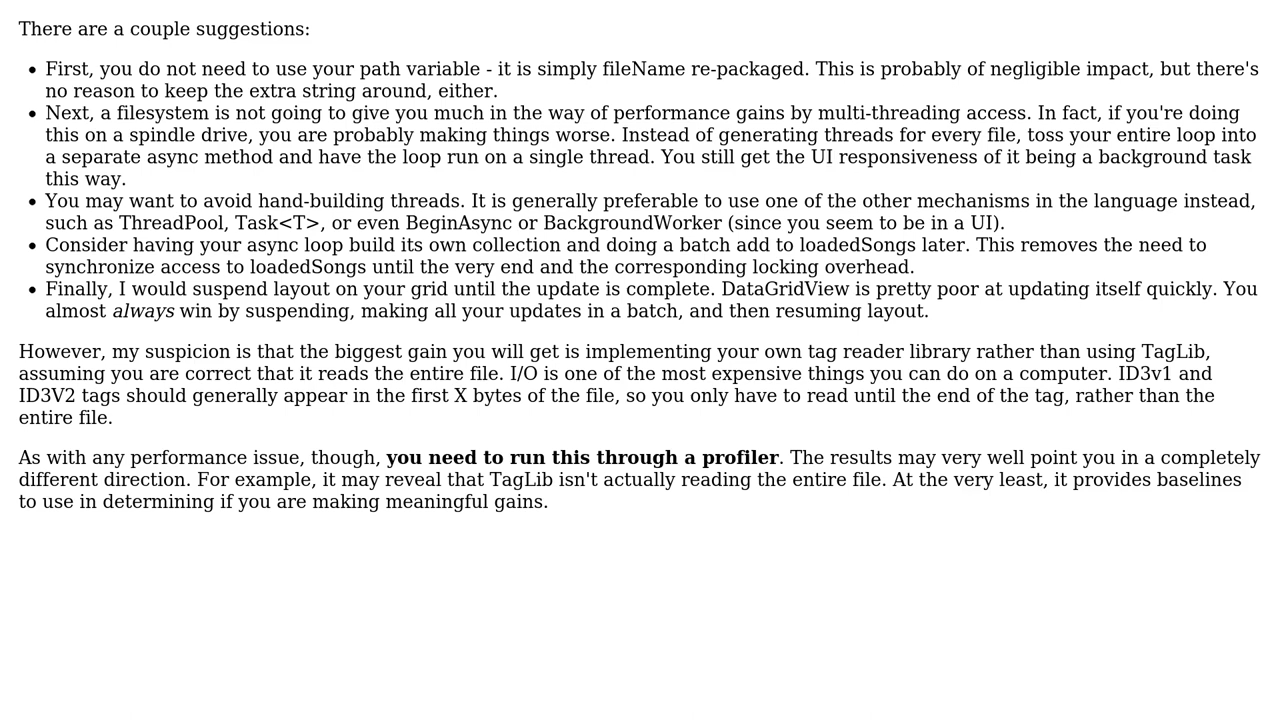 There are a couple suggestions:
• First, you do not need to use your path variable - it is simply fileName re-packaged. This is probably of negligible impact, but there's
no reason to keep the extra string around, either.
• Next, a filesystem is not going to give you much in the way of performance gains by multi-threading access. In fact, if you're doing
this on a spindle drive, you are probably making things worse. Instead of generating threads for every file, toss your entire loop into
a separate async method and have the loop run on a single thread. You still get the UI responsiveness of it being a background task
this way.
• You may want to avoid hand-building threads. It is generally preferable to use one of the other mechanisms in the language instead,
such as ThreadPool, Task<T>, or even BeginAsync or BackgroundWorker (since you seem to be in a UI).
• Consider having your async loop build its own collection and doing a batch add to loadedSongs later. This removes the need to
synchronize access to loadedSongs until the very end and the corresponding locking overhead.
• Finally, I would suspend layout on your grid until the update is complete. DataGridView is pretty poor at updating itself quickly. You
almost always win by suspending, making all your updates in a batch, and then resuming layout.
However, my suspicion is that the biggest gain you will get is implementing your own tag reader library rather than using TagLib,
assuming you are correct that it reads the entire file. I/O is one of the most expensive things you can do on a computer. ID3v1 and
ID3V2 tags should generally appear in the first X bytes of the file, so you only have to read until the end of the tag, rather than the
entire file.
As with any performance issue, though, you need to run this through a profiler. The results may very well point you in a completely
different direction. For example, it may reveal that TagLib isn't actually reading the entire file. At the very least, it provides baselines
to use in determining if you are making meaningful gains.